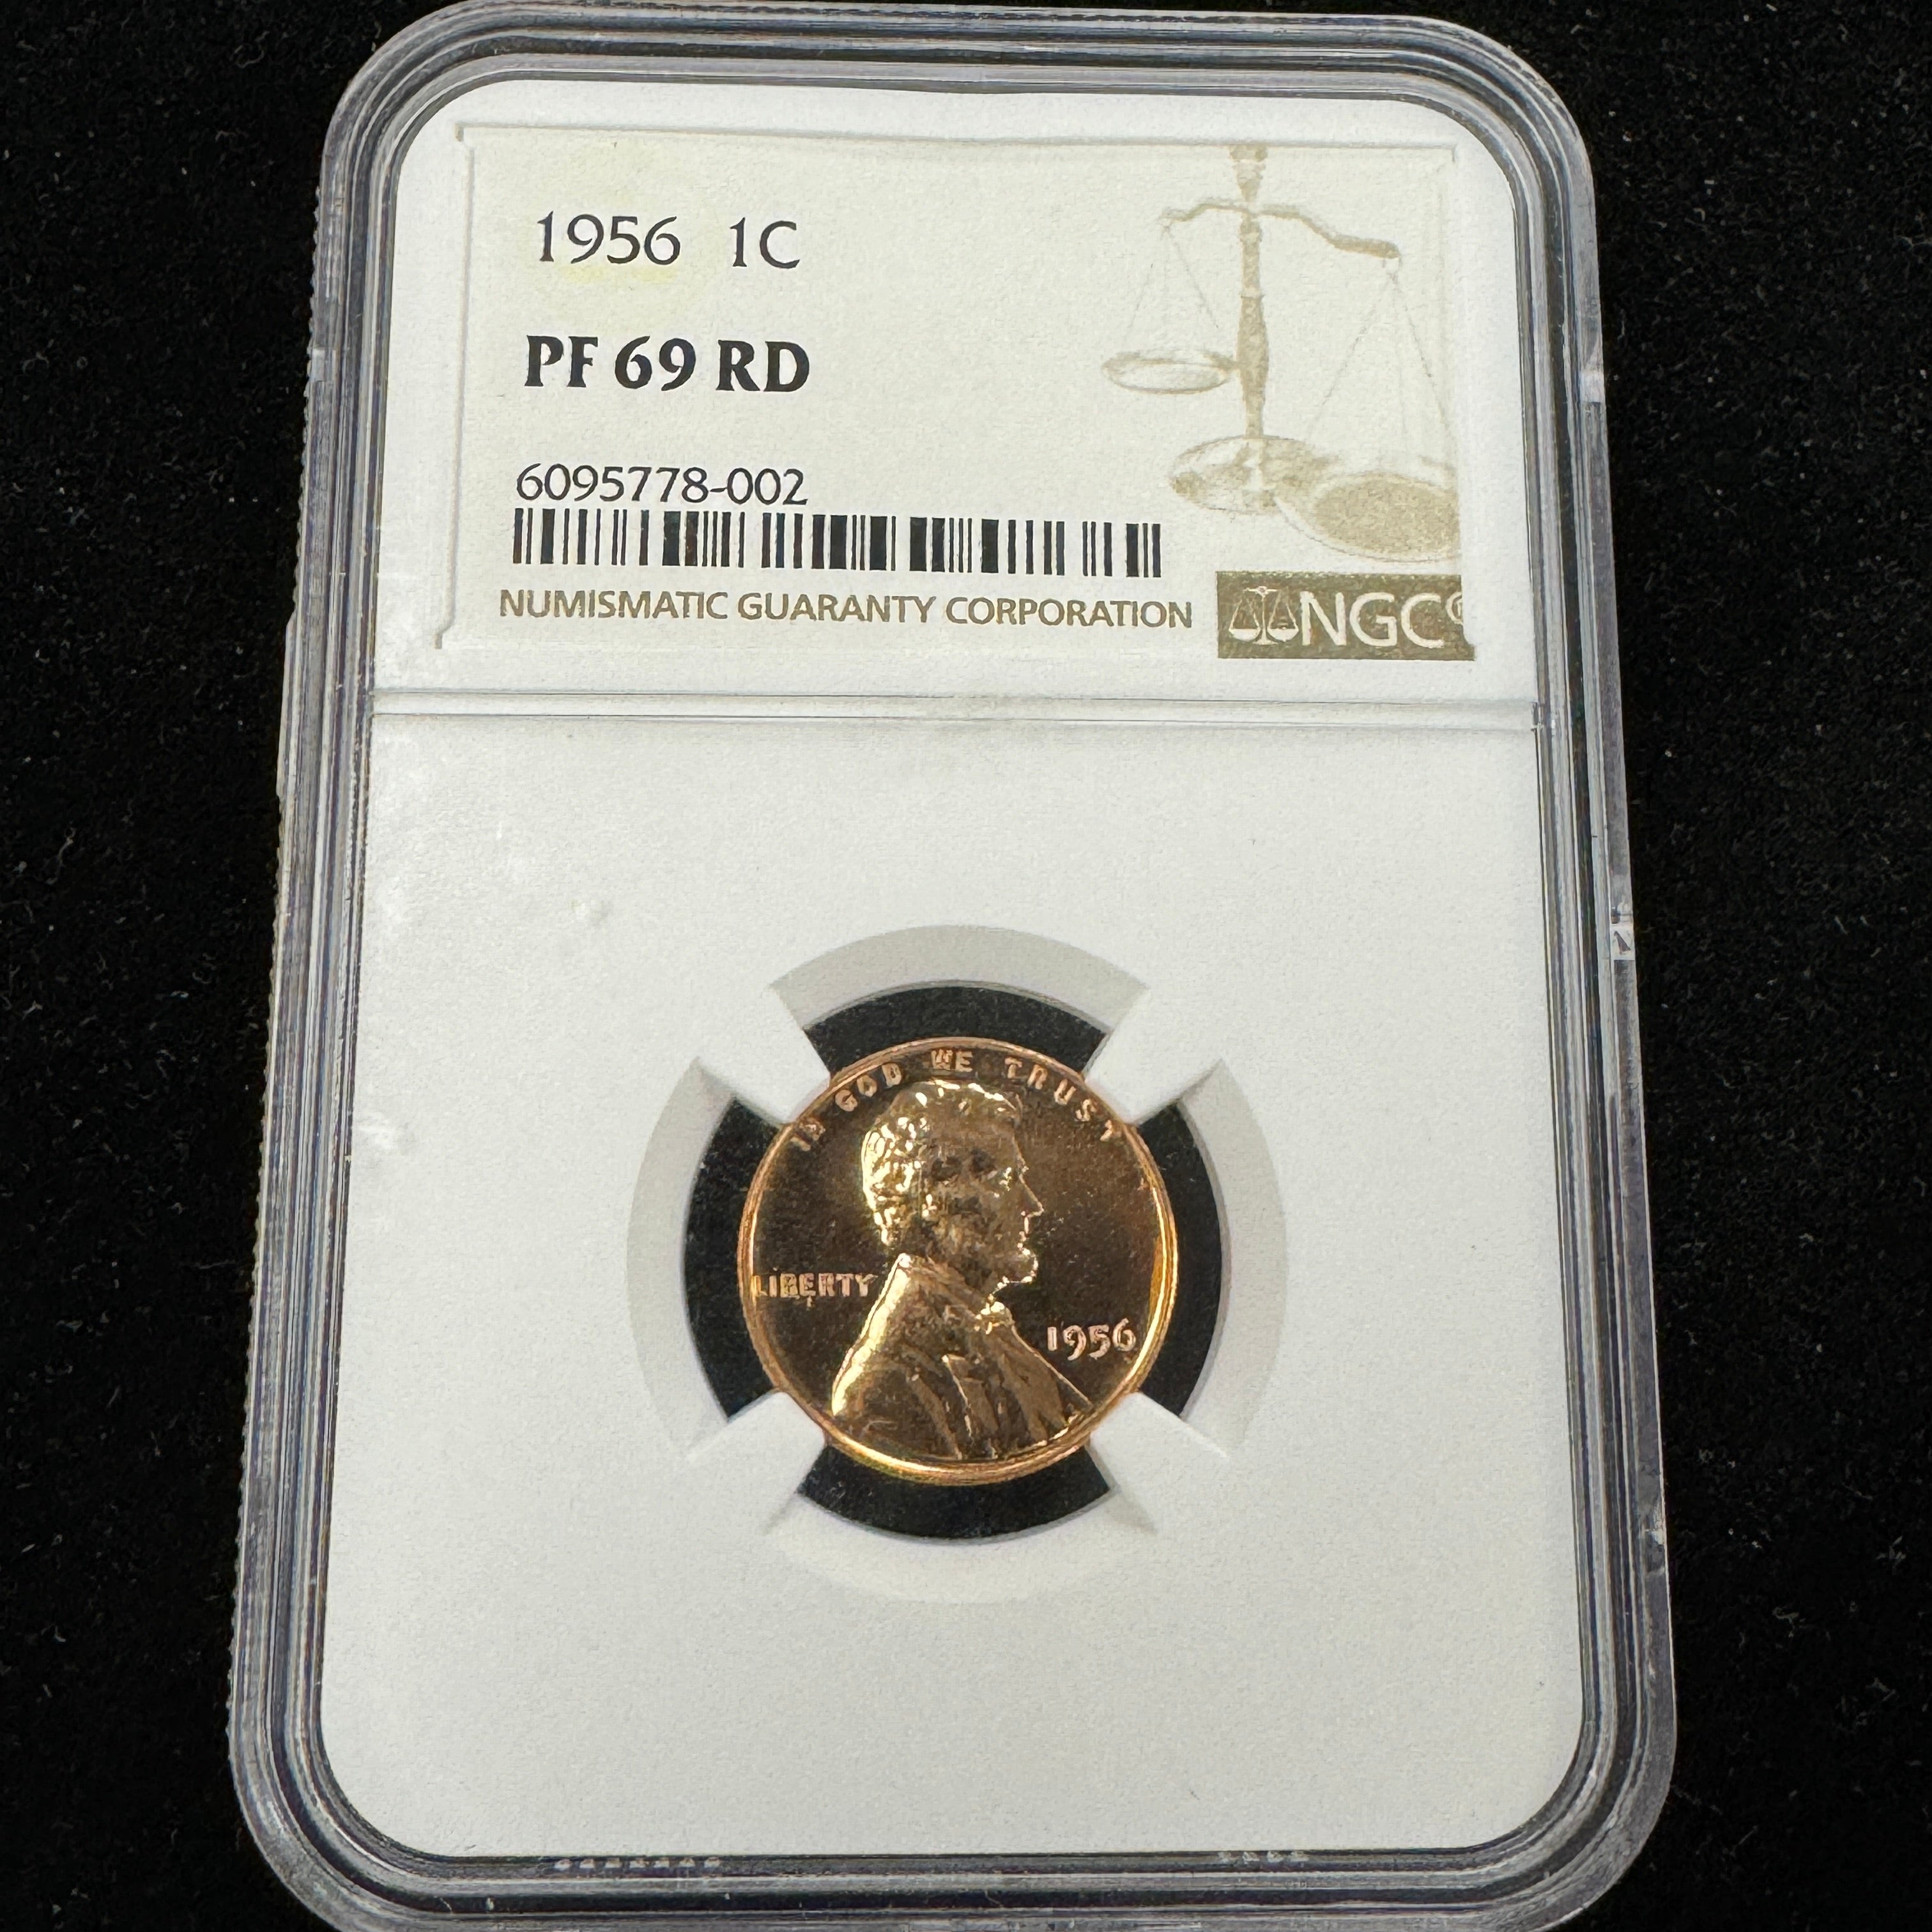 1956 1C
PF 69 RD
6095778-002
NUMISMATIC GUARANTY CORPORATION
NGC
IN GOD WE TRUST
LIBERTY
1956